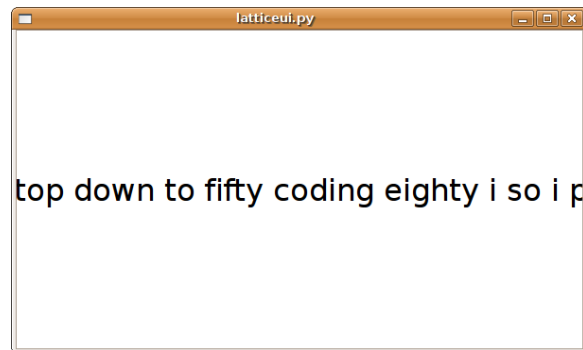 latticeui.py
top down to fifty coding eighty i so i p